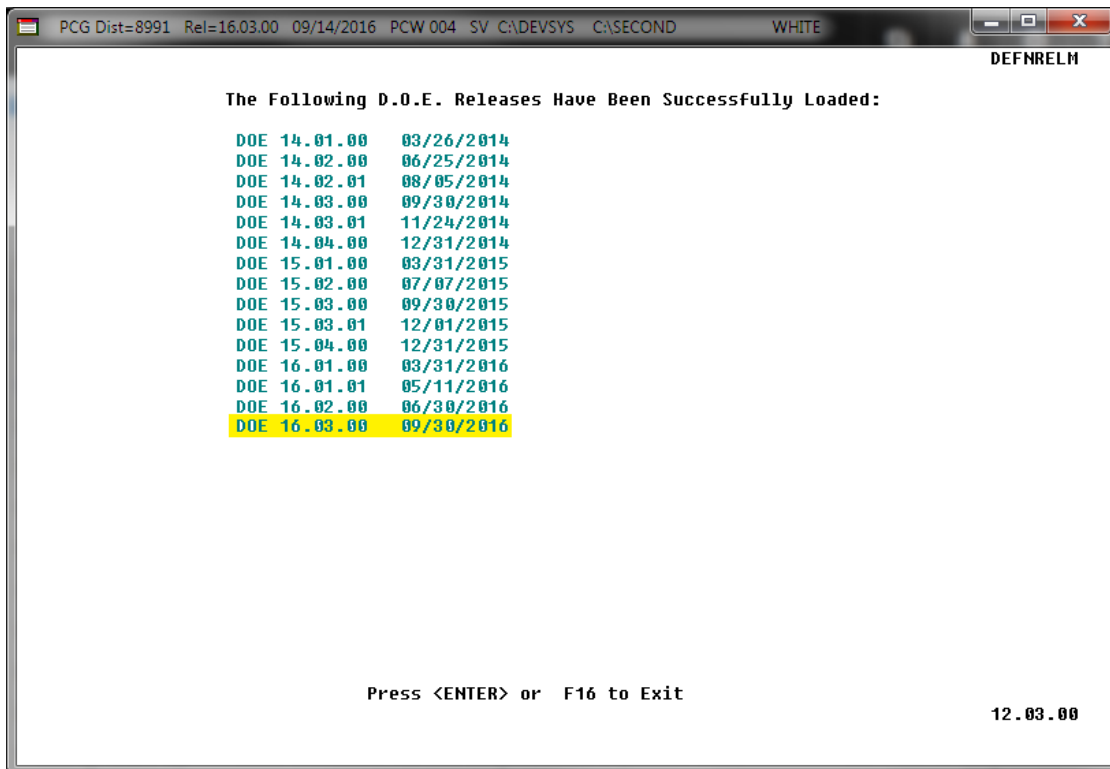 PCG Dist=8991 Rel=16.03.00 09/14/2016 PCW 004 SV C:\DEVSYS C:\SECOND WHITE
DEFNRELM
The Following D.O.E. Releases Have Been Successfully Loaded:
DOE 14.01.00 03/26/2014
DOE 14.02.00 06/25/2014
DOE 14.02.01 08/05/2014
DOE 14.03.00 09/30/2014
DOE 14.03.01 11/24/2014
DOE 14.04.00 12/31/2014
DOE 15.01.00 03/31/2015
DOE 15.02.00 07/07/2015
DOE 15.03.00 09/30/2015
DOE 15.03.01 12/01/2015
DOE 15.04.00 12/31/2015
DOE 16.01.00 03/31/2016
DOE 16.01.01 05/11/2016
DOE 16.02.00 06/30/2016
DOE 16.03.00 09/30/2016
Press <ENTER> or F16 to Exit
12.03.00